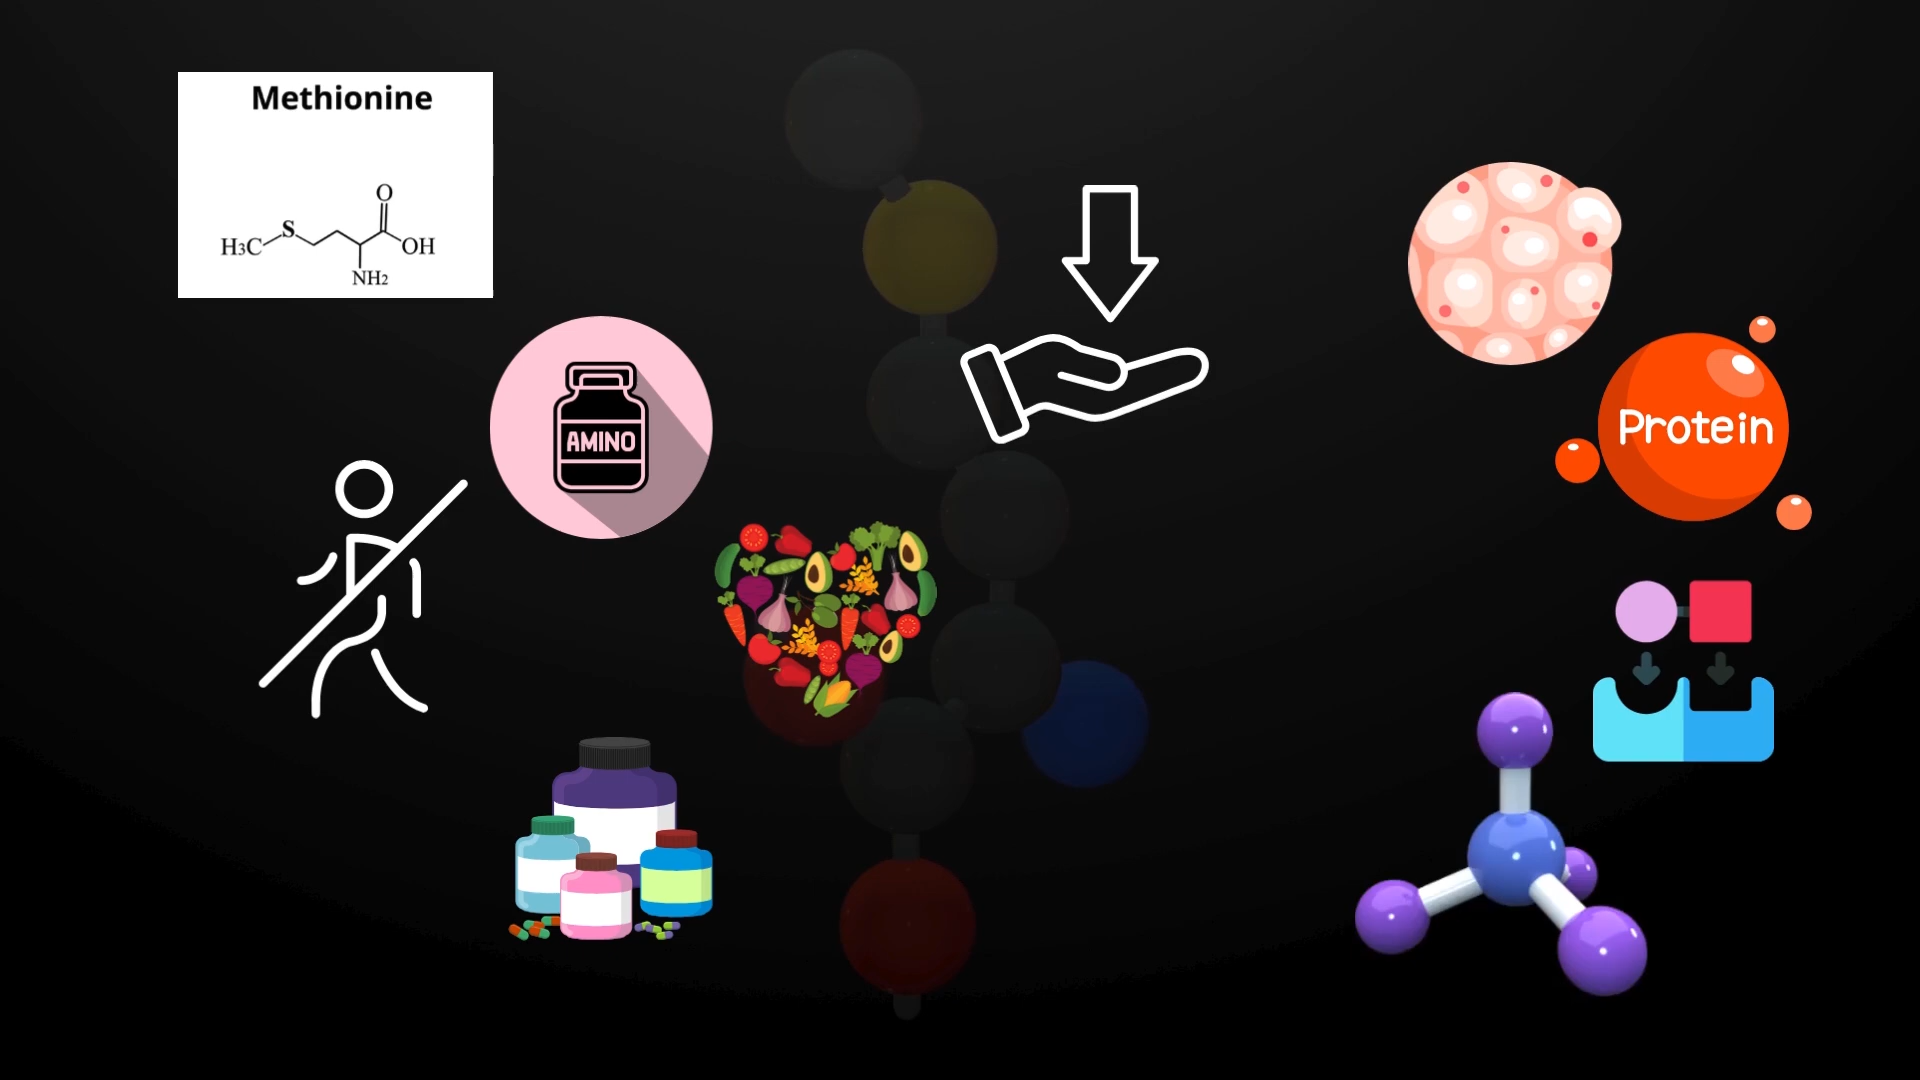 Methionine
O
H3C
S
OH
NH2
AMINO
Protein